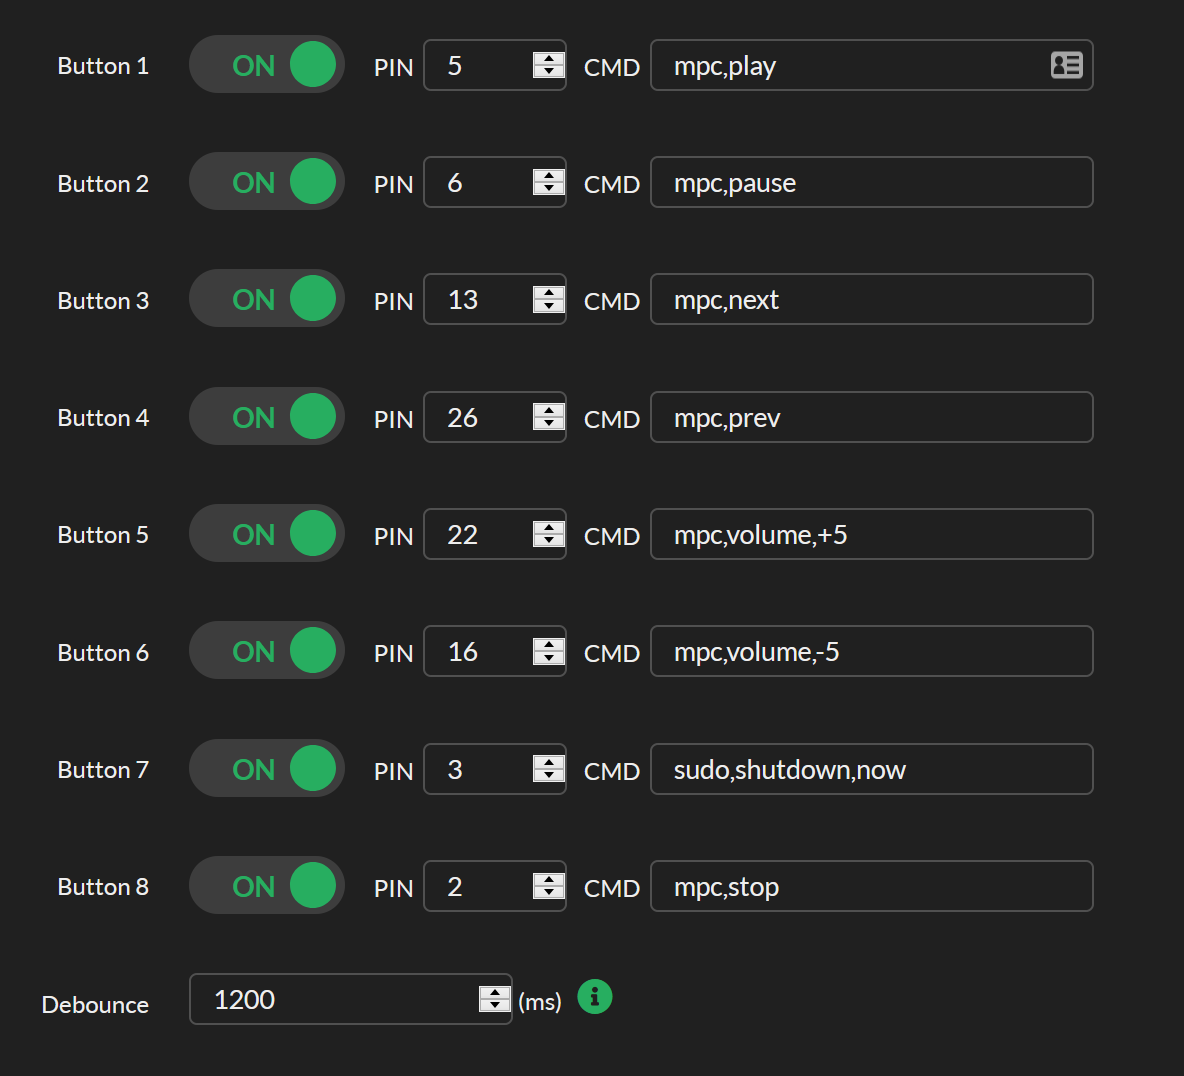 Button 1 ON PIN 5 CMD mpc,play
Button 2 ON PIN 6 CMD mpc,pause
Button 3 ON PIN 13 CMD mpc,next
Button 4 ON PIN 26 CMD mpc,prev
Button 5 ON PIN 22 CMD mpc,volume,+5
Button 6 ON PIN 16 CMD mpc,volume,-5
Button 7 ON PIN 3 CMD sudo,shutdown,now
Button 8 ON PIN 2 CMD mpc,stop
Debounce 1200 (ms) i